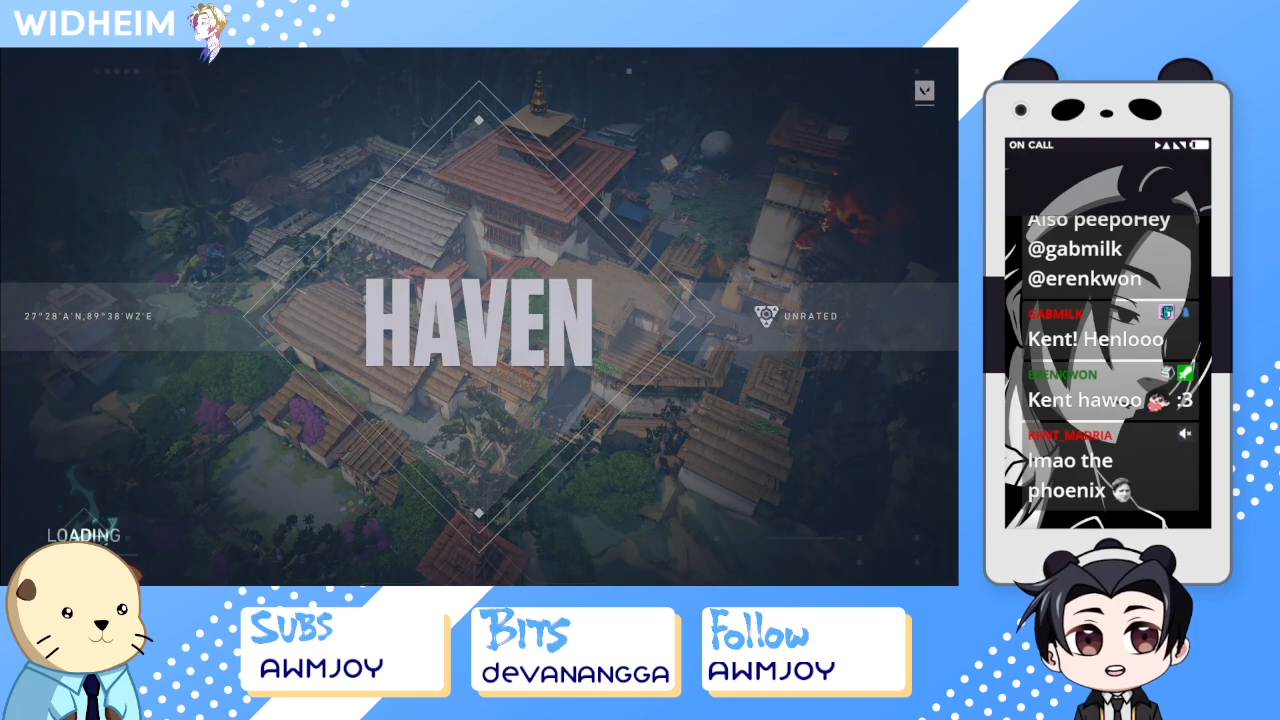 WIDHEIM
27°28'A'N,89°38'WZ'E
HAVEN
UNRATED
LOADING
ON CALL
Also peepoHey
@gabmilk
@erenkwon
GABMILK
Kent! Henlooo
ERENKWON
Kent hawoo :3
KENT_MADRIA
lmao the
phoenix
SUBS
AWMJOY
BITS
devanangga
Follow
AWMJOY